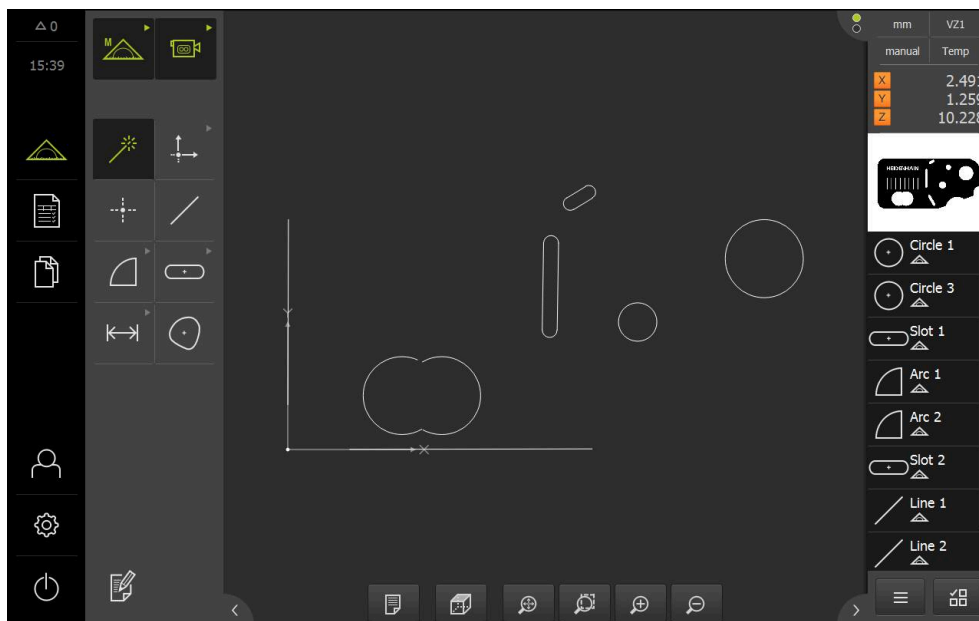 0
15:39
M
mm
VZ1
manual
Temp
X 2.491
Y 1.259
Z 10.228
HEIDENHAIN
Circle 1
Circle 3
Slot 1
Arc 1
Arc 2
Slot 2
Line 1
Line 2
Y
X